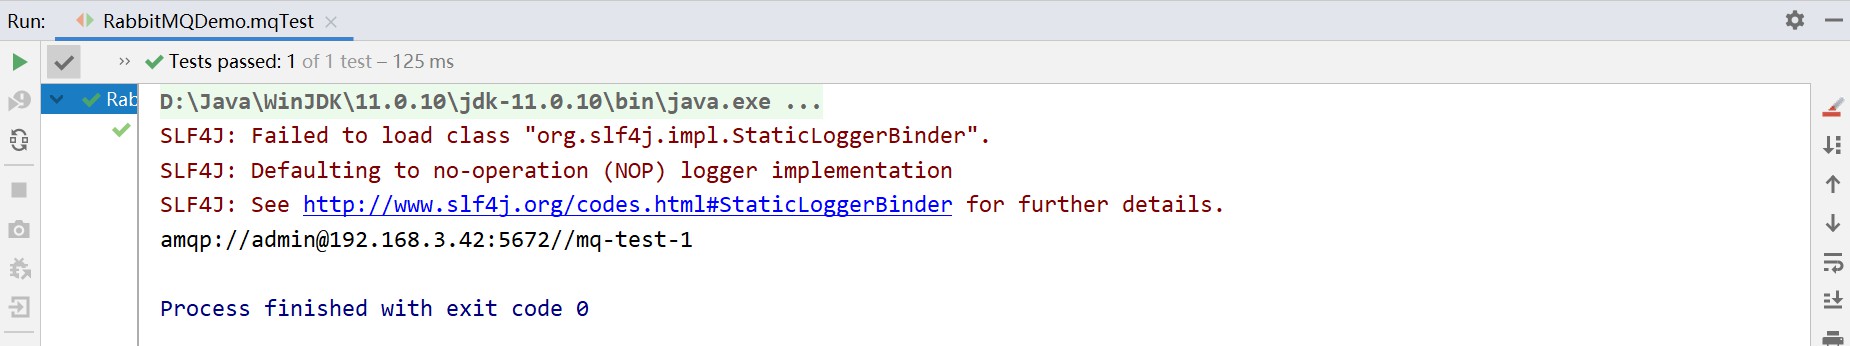 Run: RabbitMQDemo.mqTest
Tests passed: 1 of 1 test – 125 ms
Rab
D:\Java\WinJDK\11.0.10\jdk-11.0.10\bin\java.exe ...
SLF4J: Failed to load class "org.slf4j.impl.StaticLoggerBinder".
SLF4J: Defaulting to no-operation (NOP) logger implementation
SLF4J: See http://www.slf4j.org/codes.html#StaticLoggerBinder for further details.
amqp://admin@192.168.3.42:5672//mq-test-1
Process finished with exit code 0